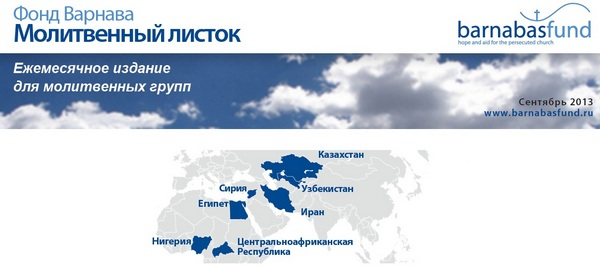 Фонд Варнава
Молитвенный листок
barnabasfund
hope and aid for the persecuted church
Ежемесячное издание
для молитвенных групп
Сентябрь 2013
www.barnabasfund.ru
Казахстан
Сирия
Узбекистан
Египет
Иран
Нигерия
Центральноафриканская
Республика